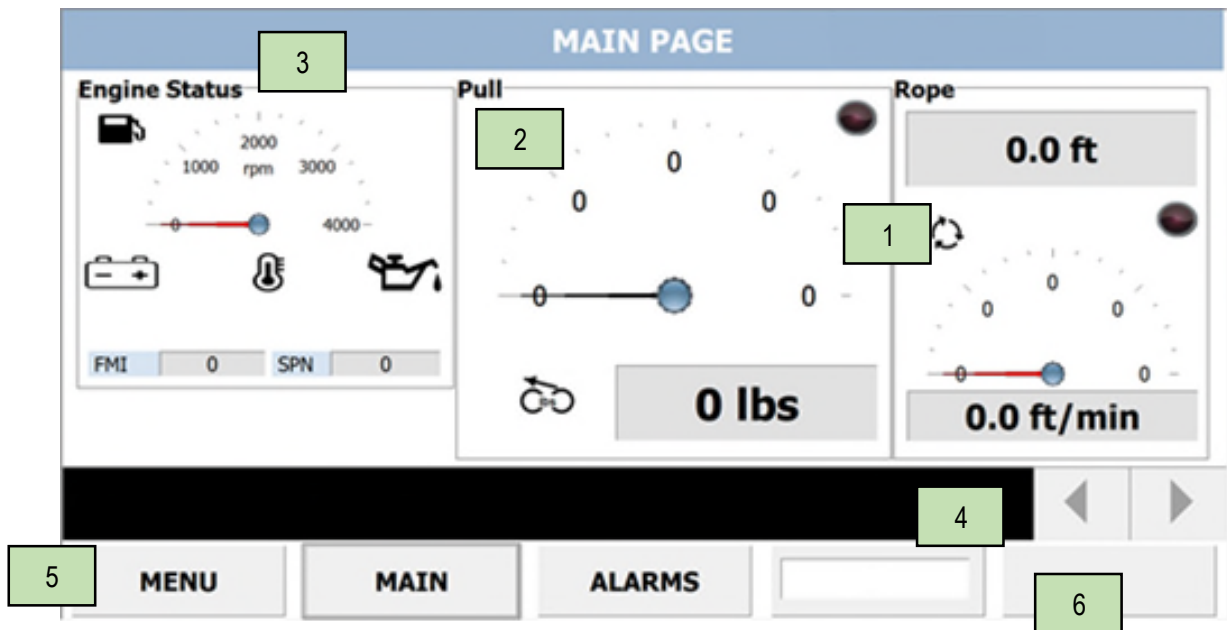 MAIN PAGE
3
Engine Status
2000
1000 rpm 3000
0 4000
FMI 0 SPN 0
Pull
2
0
0 0
0 0
lbs
0 lbs
Rope
0.0 ft
1
0
0 0
0 0
0.0 ft/min
4
5
MENU MAIN ALARMS
6